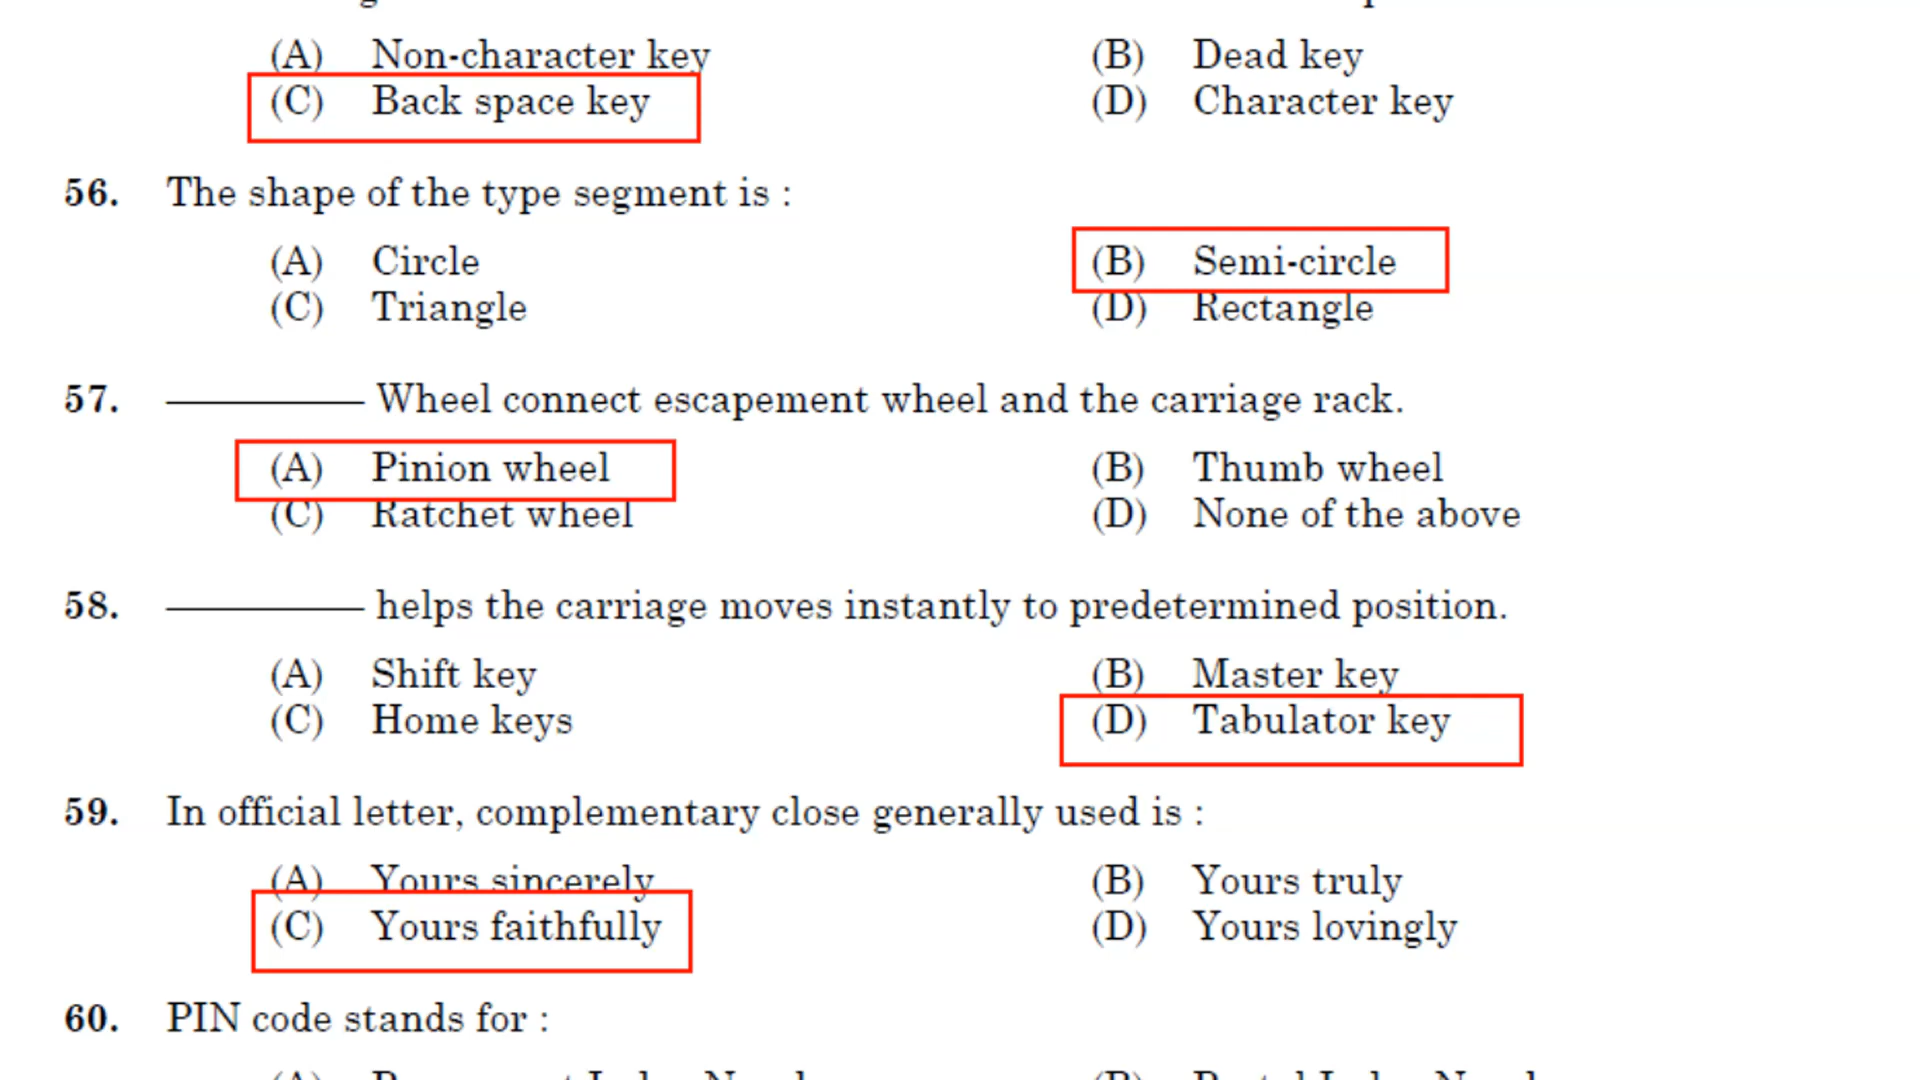 (A) Non-character key (B) Dead key
(C) Back space key (D) Character key
56. The shape of the type segment is :
(A) Circle (B) Semi-circle
(C) Triangle (D) Rectangle
57. ________ Wheel connect escapement wheel and the carriage rack.
(A) Pinion wheel (B) Thumb wheel
(C) Ratchet wheel (D) None of the above
58. ________ helps the carriage moves instantly to predetermined position.
(A) Shift key (B) Master key
(C) Home keys (D) Tabulator key
59. In official letter, complementary close generally used is :
(A) Yours sincerely (B) Yours truly
(C) Yours faithfully (D) Yours lovingly
60. PIN code stands for :